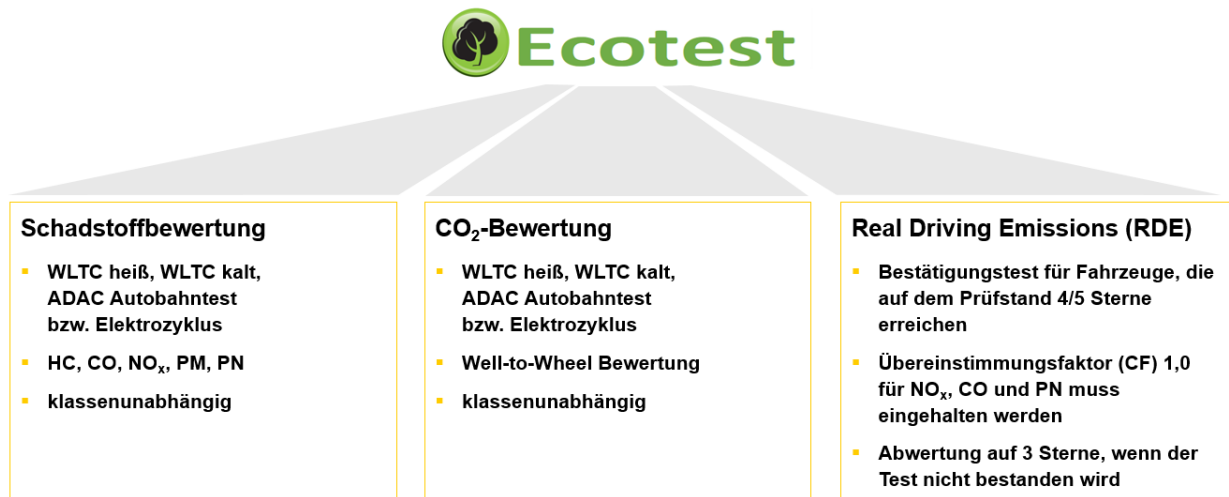 Ecotest
Schadstoffbewertung
▪ WLTC heiß, WLTC kalt,
ADAC Autobahntest
bzw. Elektrozyklus
▪ HC, CO, NOₓ, PM, PN
▪ klassenunabhängig
CO₂-Bewertung
▪ WLTC heiß, WLTC kalt,
ADAC Autobahntest
bzw. Elektrozyklus
▪ Well-to-Wheel Bewertung
▪ klassenunabhängig
Real Driving Emissions (RDE)
▪ Bestätigungstest für Fahrzeuge, die
auf dem Prüfstand 4/5 Sterne
erreichen
▪ Übereinstimmungsfaktor (CF) 1,0
für NOₓ, CO und PN muss
eingehalten werden
▪ Abwertung auf 3 Sterne, wenn der
Test nicht bestanden wird